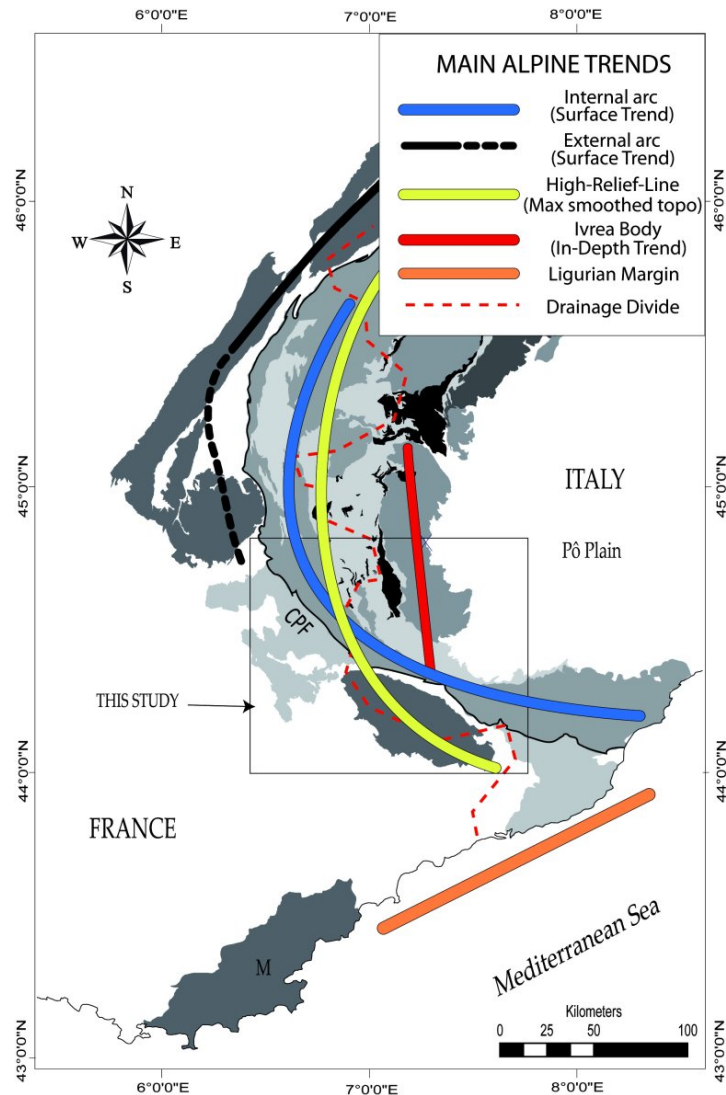 6°0'0"E 7°0'0"E 8°0'0"E
MAIN ALPINE TRENDS
Internal arc
(Surface Trend)
External arc
(Surface Trend)
High-Relief-Line
(Max smoothed topo)
Ivrea Body
(In-Depth Trend)
Ligurian Margin
Drainage Divide
46°0'0"N 46°0'0"N
N
W E
S
ITALY
45°0'0"N 45°0'0"N
Pô Plain
CPF
THIS STUDY
44°0'0"N 44°0'0"N
FRANCE
Mediterranean Sea
M
Kilometers
0 25 50 100
43°0'0"N 43°0'0"N
6°0'0"E 7°0'0"E 8°0'0"E